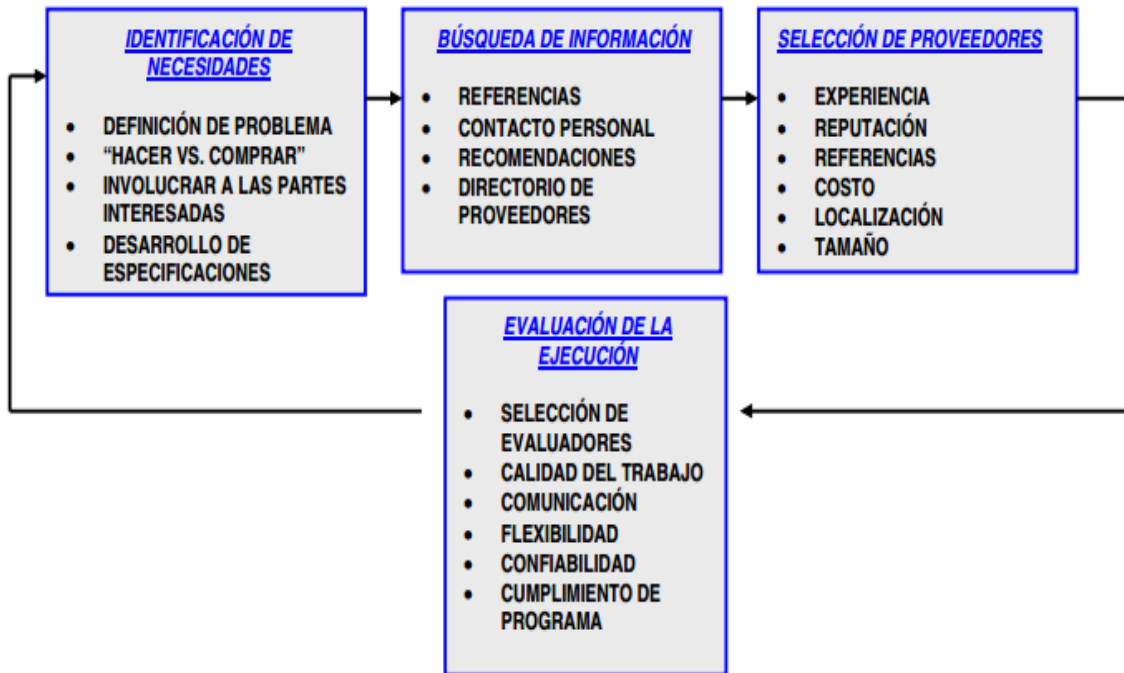 IDENTIFICACIÓN DE
NECESIDADES
• DEFINICIÓN DE PROBLEMA
• “HACER VS. COMPRAR”
• INVOLUCRAR A LAS PARTES
INTERESADAS
• DESARROLLO DE
ESPECIFICACIONES
BÚSQUEDA DE INFORMACIÓN
• REFERENCIAS
• CONTACTO PERSONAL
• RECOMENDACIONES
• DIRECTORIO DE
PROVEEDORES
SELECCIÓN DE PROVEEDORES
• EXPERIENCIA
• REPUTACIÓN
• REFERENCIAS
• COSTO
• LOCALIZACIÓN
• TAMAÑO
EVALUACIÓN DE LA
EJECUCIÓN
• SELECCIÓN DE
EVALUADORES
• CALIDAD DEL TRABAJO
• COMUNICACIÓN
• FLEXIBILIDAD
• CONFIABILIDAD
• CUMPLIMIENTO DE
PROGRAMA